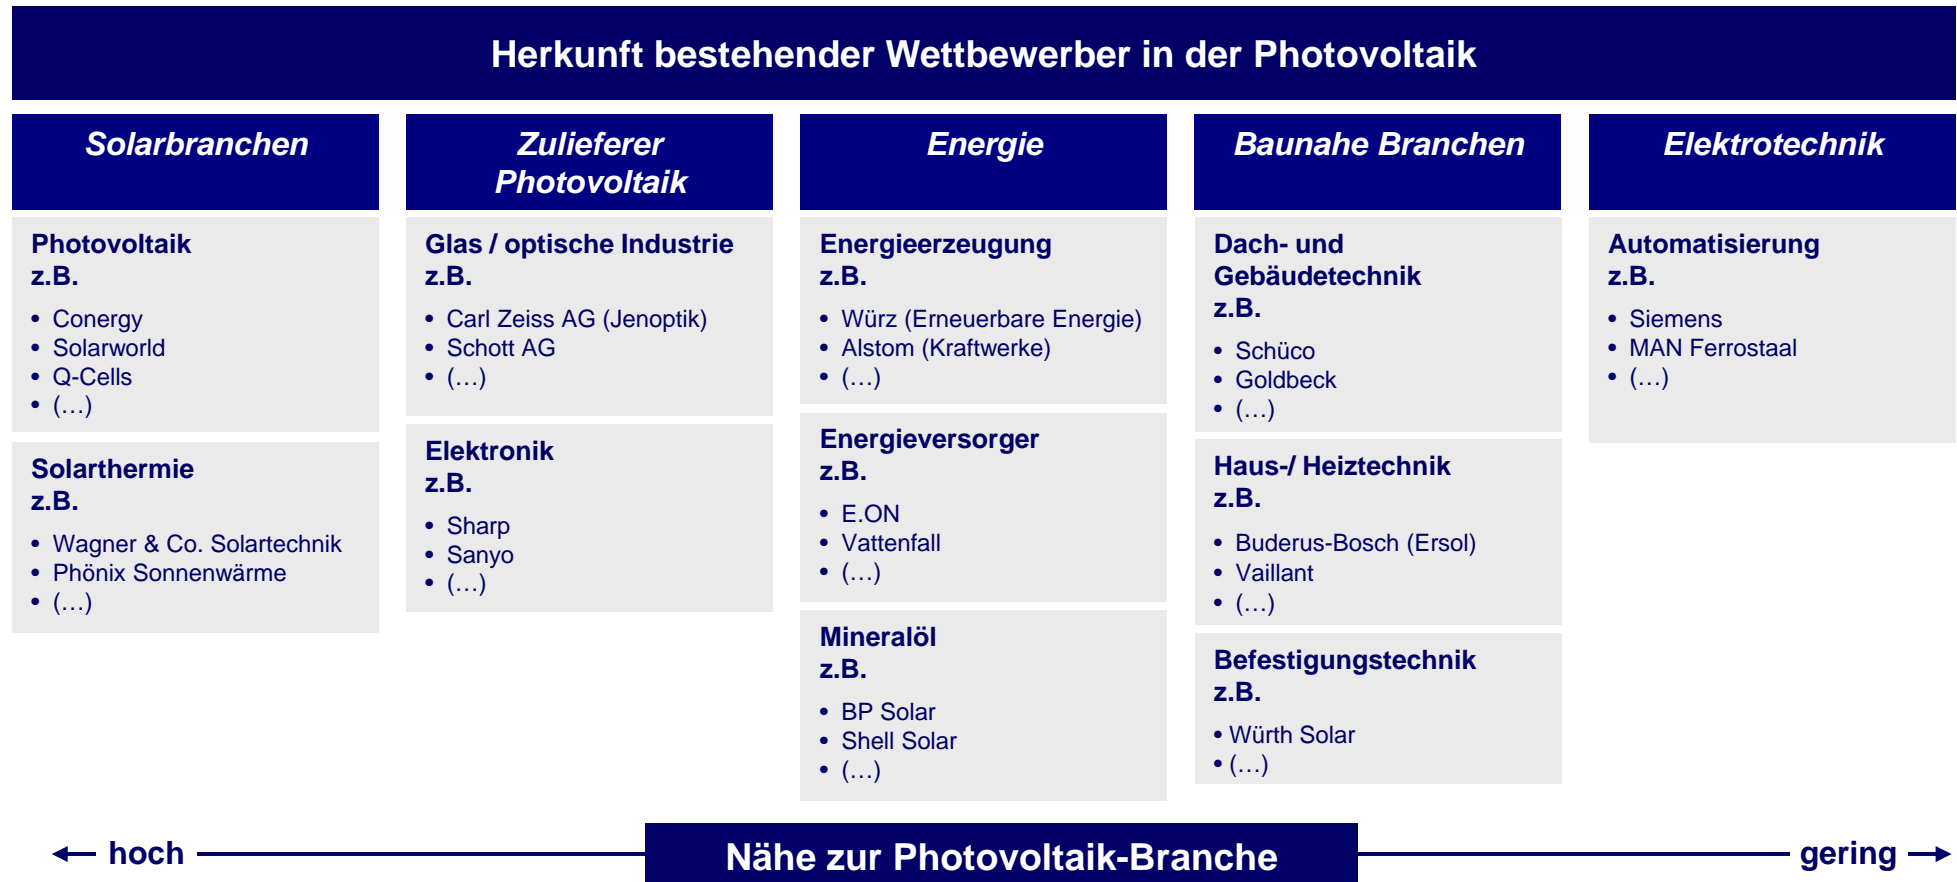 Herkunft bestehender Wettbewerber in der Photovoltaik
Solarbranchen
Photovoltaik
z.B.
• Conergy
• Solarworld
• Q-Cells
• (…)
Solarthermie
z.B.
• Wagner & Co. Solartechnik
• Phönix Sonnenwärme
• (…)
Zulieferer
Photovoltaik
Glas / optische Industrie
z.B.
• Carl Zeiss AG (Jenoptik)
• Schott AG
• (…)
Elektronik
z.B.
• Sharp
• Sanyo
• (…)
Energie
Energieerzeugung
z.B.
• Würz (Erneuerbare Energie)
• Alstom (Kraftwerke)
• (…)
Energieversorger
z.B.
• E.ON
• Vattenfall
• (…)
Mineralöl
z.B.
• BP Solar
• Shell Solar
• (…)
Baunahe Branchen
Dach- und
Gebäudetechnik
z.B.
• Schüco
• Goldbeck
• (…)
Haus-/ Heiztechnik
z.B.
• Buderus-Bosch (Ersol)
• Vaillant
• (…)
Befestigungstechnik
z.B.
• Würth Solar
• (…)
Elektrotechnik
Automatisierung
z.B.
• Siemens
• MAN Ferrostaal
• (…)
hoch
Nähe zur Photovoltaik-Branche
gering